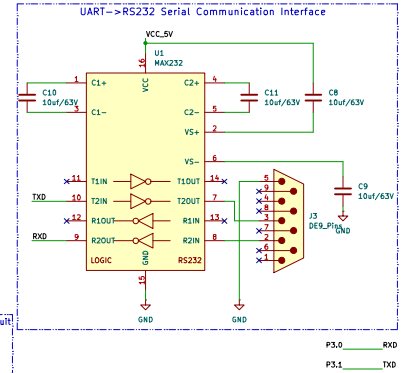 UART->RS232 Serial Communication Interface
VCC_5V
U1
MAX232
16
VCC
1 C1+ C2+ 4
C10
10uf/63V
C11
10uf/63V
C8
10uf/63V
3 C1- C2- 5
VS+ 2
VS- 6
C9
10uf/63V
GND
11 T1IN T1OUT 14
TXD 10 T2IN T2OUT 7
12 R1OUT R1IN 13
RXD 9 R2OUT R2IN 8
LOGIC GND RS232
15
GND
GND
5
9
4
8
3
7
2
6
1
J3
DE9_Pins
uit
P3.0 RXD
P3.1 TXD